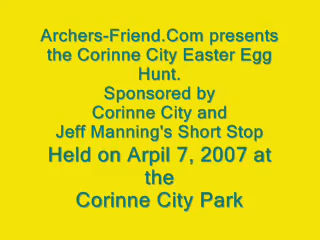 Archers-Friend.Com presents
the Corinne City Easter Egg
Hunt.
Sponsored by
Corinne City and
Jeff Manning's Short Stop
Held on Arpil 7, 2007 at
the
Corinne City Park